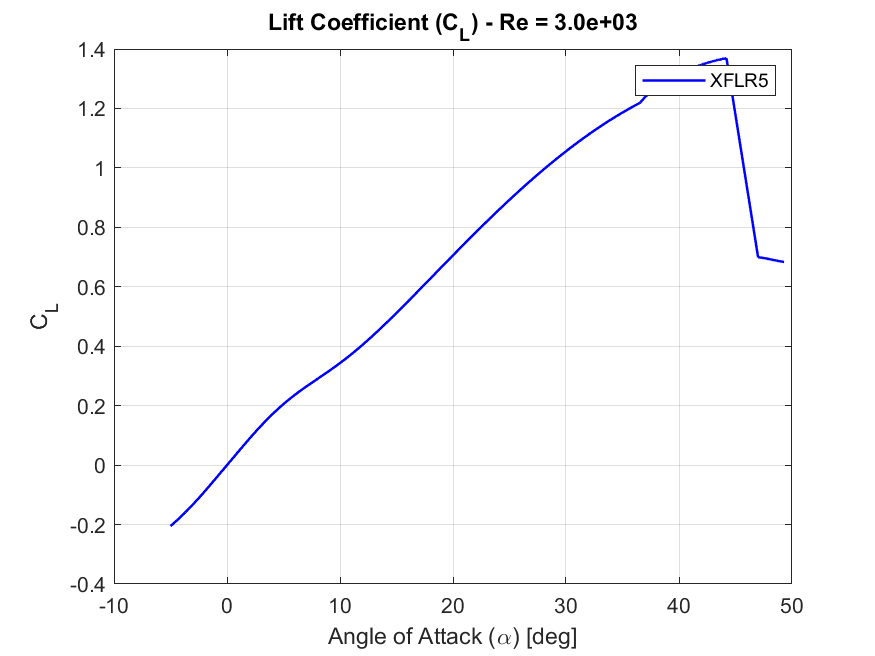 Lift Coefficient (C_L) - Re = 3.0e+03
XFLR5
1.4
1.2
1
0.8
0.6
0.4
0.2
0
-0.2
-0.4
C_L
-10 0 10 20 30 40 50
Angle of Attack (α) [deg]